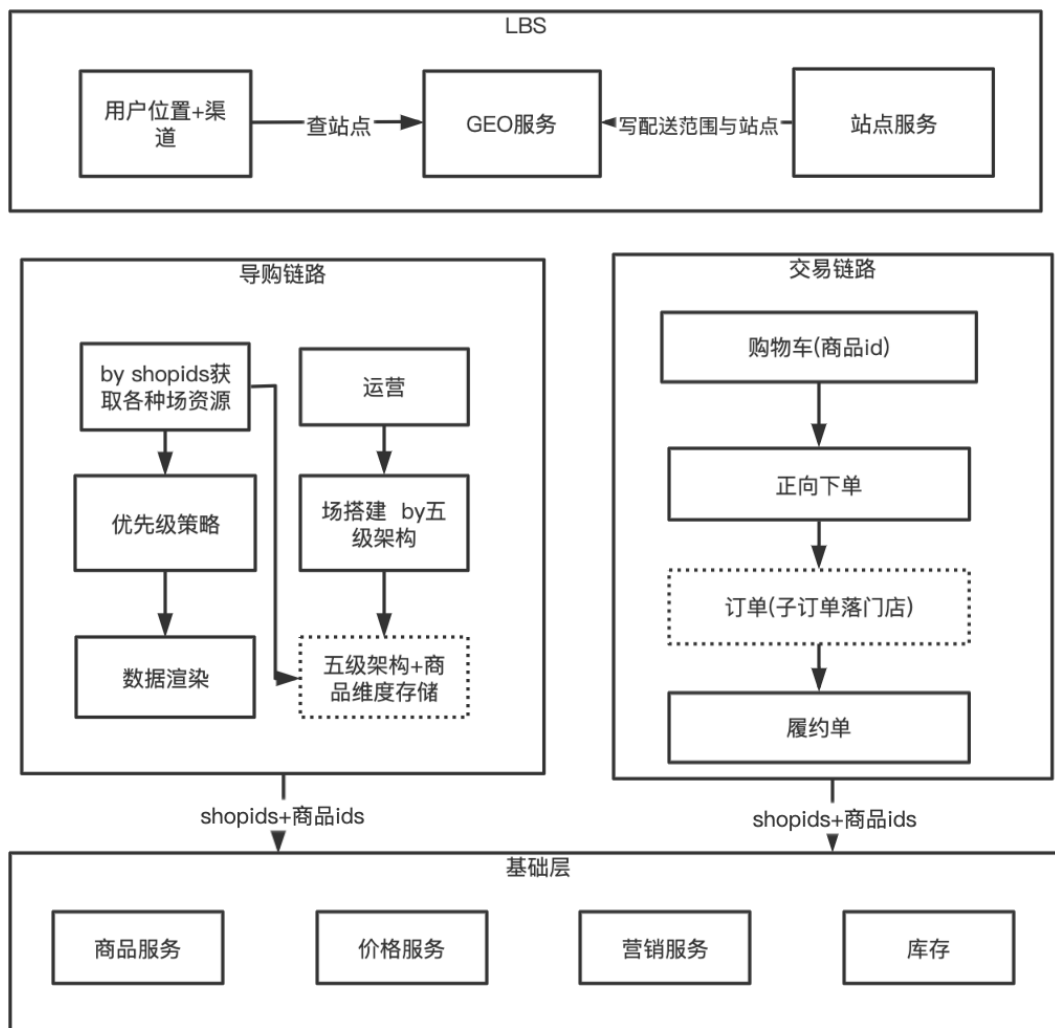 LBS
用户位置+渠
道
查站点
GEO服务
写配送范围与站点
站点服务
导购链路
by shopids获
取各种场资源
运营
优先级策略
场搭建 by五
级架构
数据渲染
五级架构+商
品维度存储
交易链路
购物车(商品id)
正向下单
订单(子订单落门店)
履约单
shopids+商品ids
shopids+商品ids
基础层
商品服务
价格服务
营销服务
库存